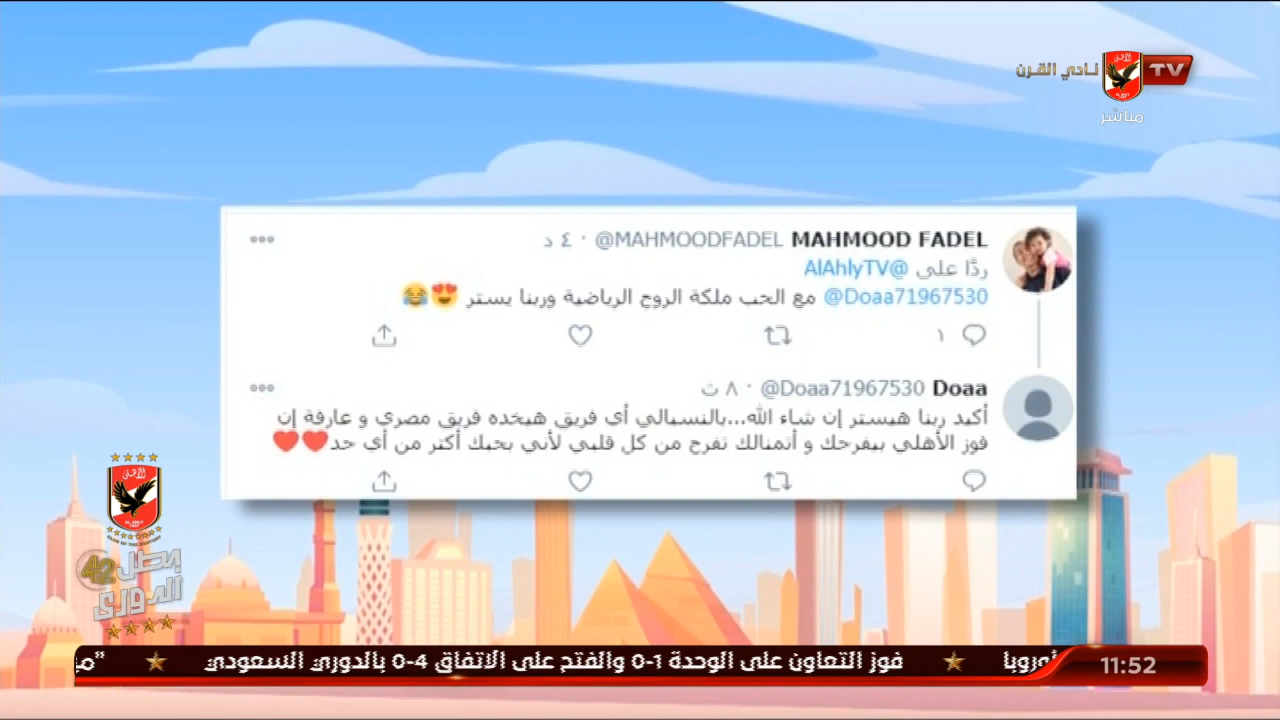 نادي القرن
TV
مباشر
MAHMOOD FADEL @MAHMOODFADEL · ٤ د
ردًّا على @AlAhlyTV
@Doaa71967530 مع الحب ملكة الروح الرياضية وربنا يستر 😍😂
١
Doaa @Doaa71967530 · ٨ ث
أكيد ربنا هيستر إن شاء الله...بالنسبالي أي فريق هيخده فريق مصري و عارفة إن
فوز الأهلي بيفرحك و أتمنالك تفرح من كل قلبي لأني بحبك أكتر من أي حد❤️❤️
بطل
42
الدوري
11:52
أوروبا ★ فوز التعاون على الوحدة 1-0 والفتح على الاتفاق 4-0 بالدوري السعودي ★